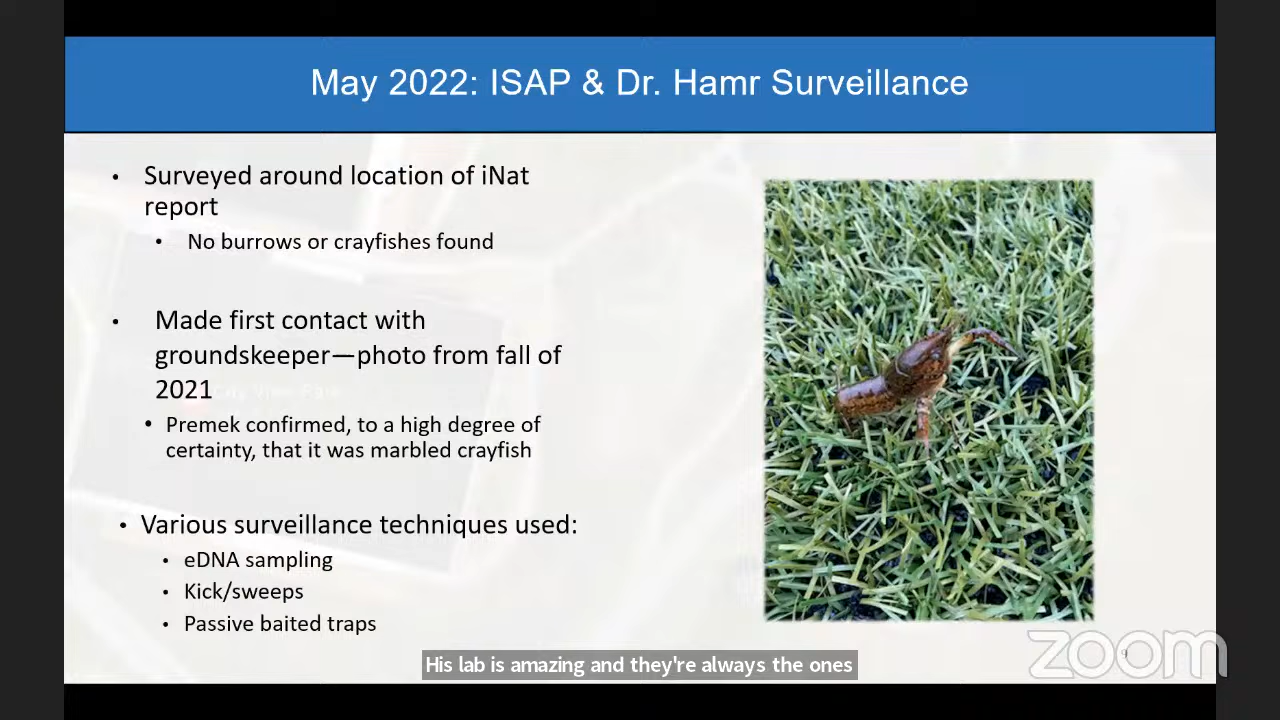 May 2022: ISAP & Dr. Hamr Surveillance
• Surveyed around location of iNat
report
• No burrows or crayfishes found
• Made first contact with
groundskeeper—photo from fall of
2021
• Premek confirmed, to a high degree of
certainty, that it was marbled crayfish
• Various surveillance techniques used:
• eDNA sampling
• Kick/sweeps
• Passive baited traps
His lab is amazing and they're always the ones
9
zoom